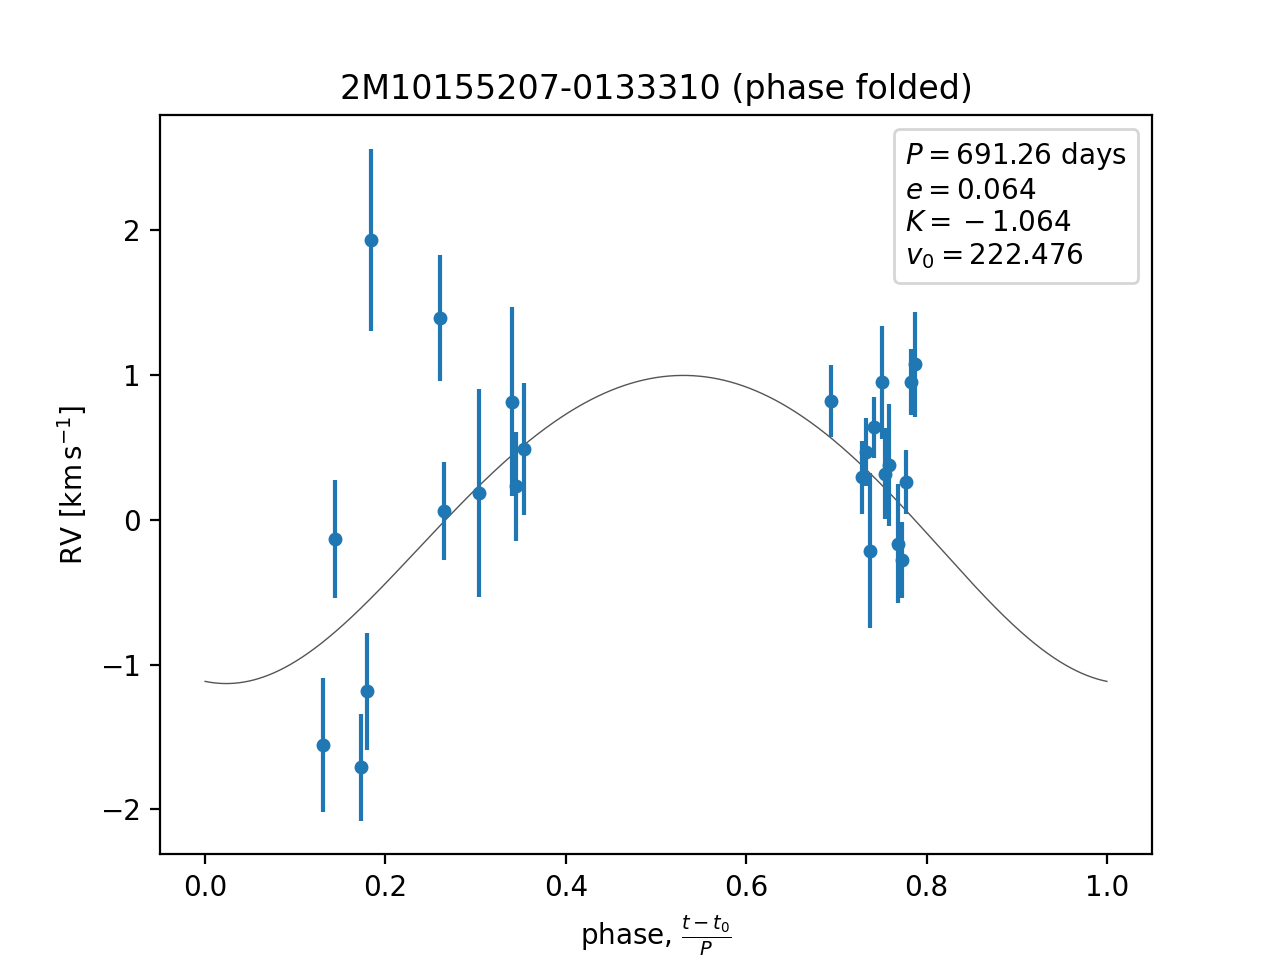 2M10155207-0133310 (phase folded)
P = 691.26 days
e = 0.064
K = −1.064
v₀ = 222.476
RV [km s⁻¹]
2
1
0
−1
−2
0.0 0.2 0.4 0.6 0.8 1.0
phase, (t − t₀)/P